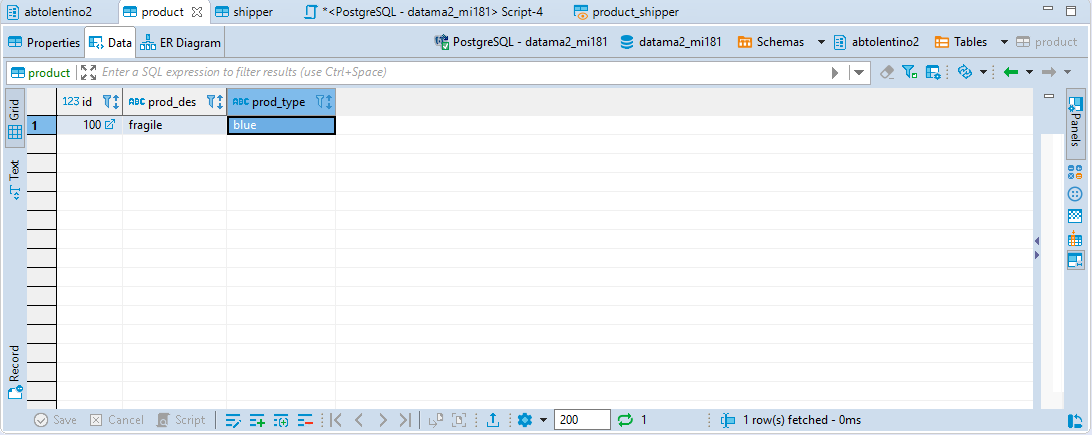 abtolentino2 product shipper *<PostgreSQL - datama2_mi181> Script-4 product_shipper
Properties Data ER Diagram PostgreSQL - datama2_mi181 datama2_mi181 Schemas abtolentino2 Tables product
product Enter a SQL expression to filter results (use Ctrl+Space)
Grid
Text
Record
123 id ABC prod_des ABC prod_type
1 100 fragile blue
Panels
Save Cancel Script 200 1 1 row(s) fetched - 0ms